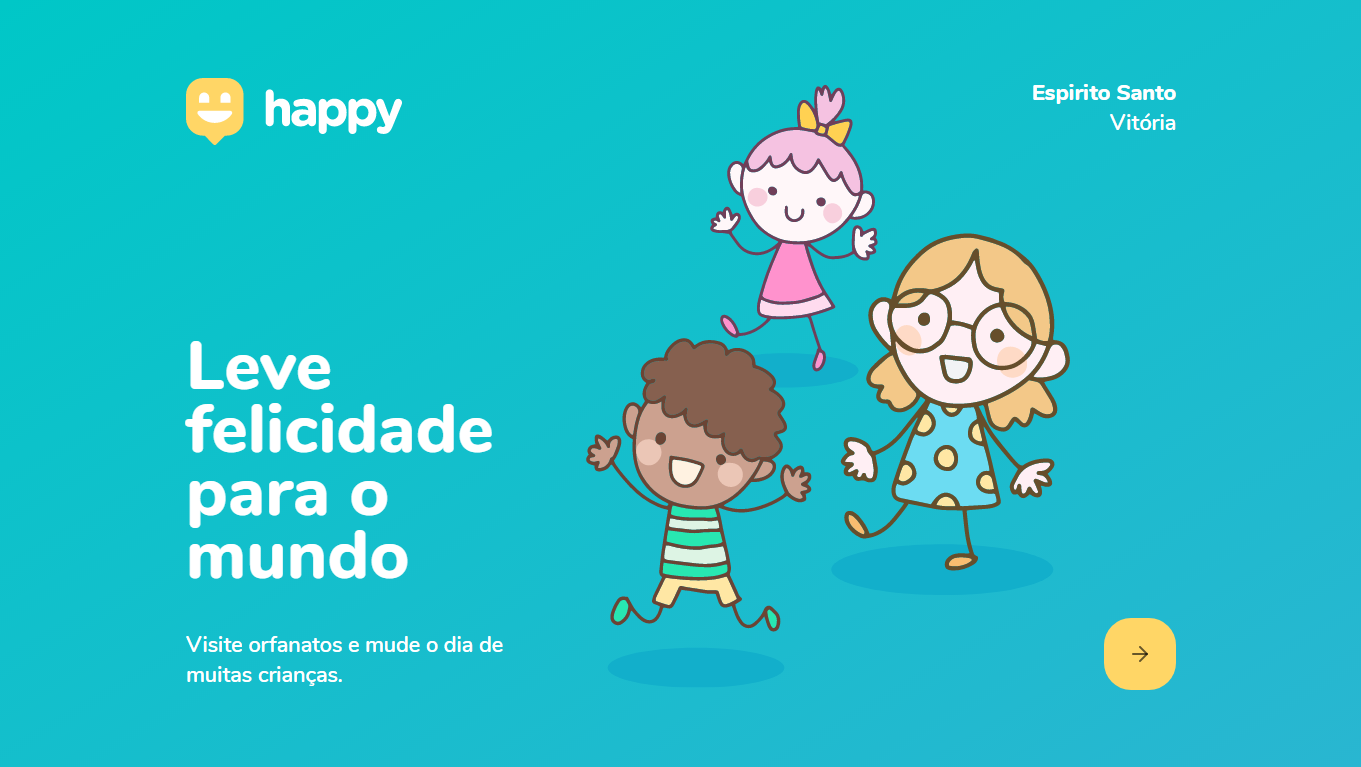 happy
Espirito Santo
Vitória
Leve
felicidade
para o
mundo
Visite orfanatos e mude o dia de
muitas crianças.